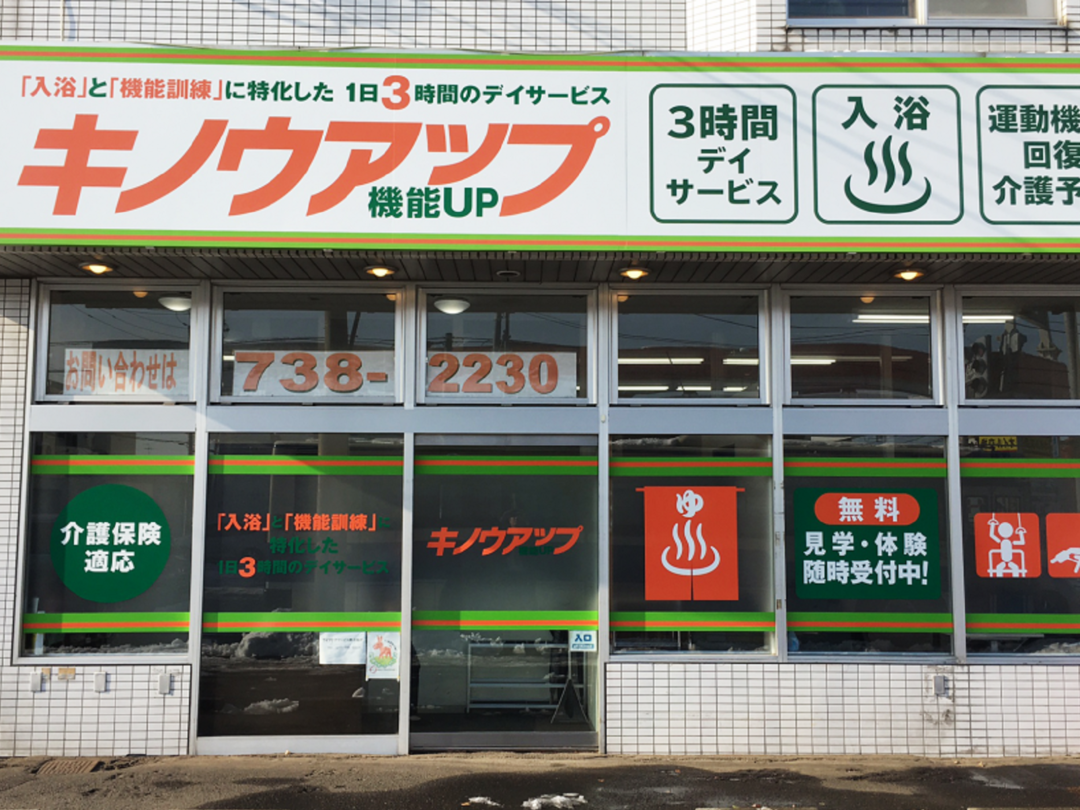 「入浴」と「機能訓練」に特化した 1日3時間のデイサービス
キノウアップ
機能UP
3時間
デイ
サービス
入浴
運動機
回復
介護予
お問い合わせは
738-2230
介護保険
適応
「入浴」と「機能訓練」に
特化した
1日3時間のデイサービス
キノウアップ
ゆ
無料
見学・体験
随時受付中!
入口